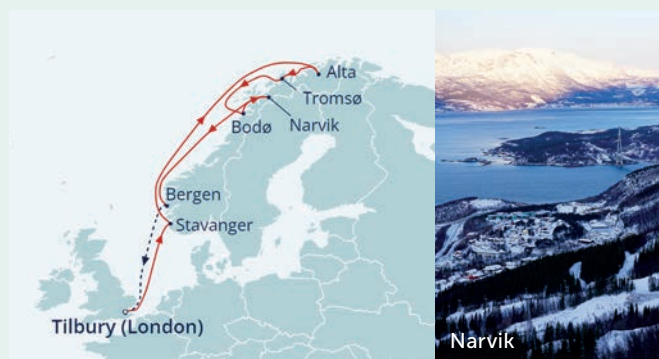 Alta
Tromsø
Bodø
Narvik
Bergen
Stavanger
Tilbury (London)
Narvik